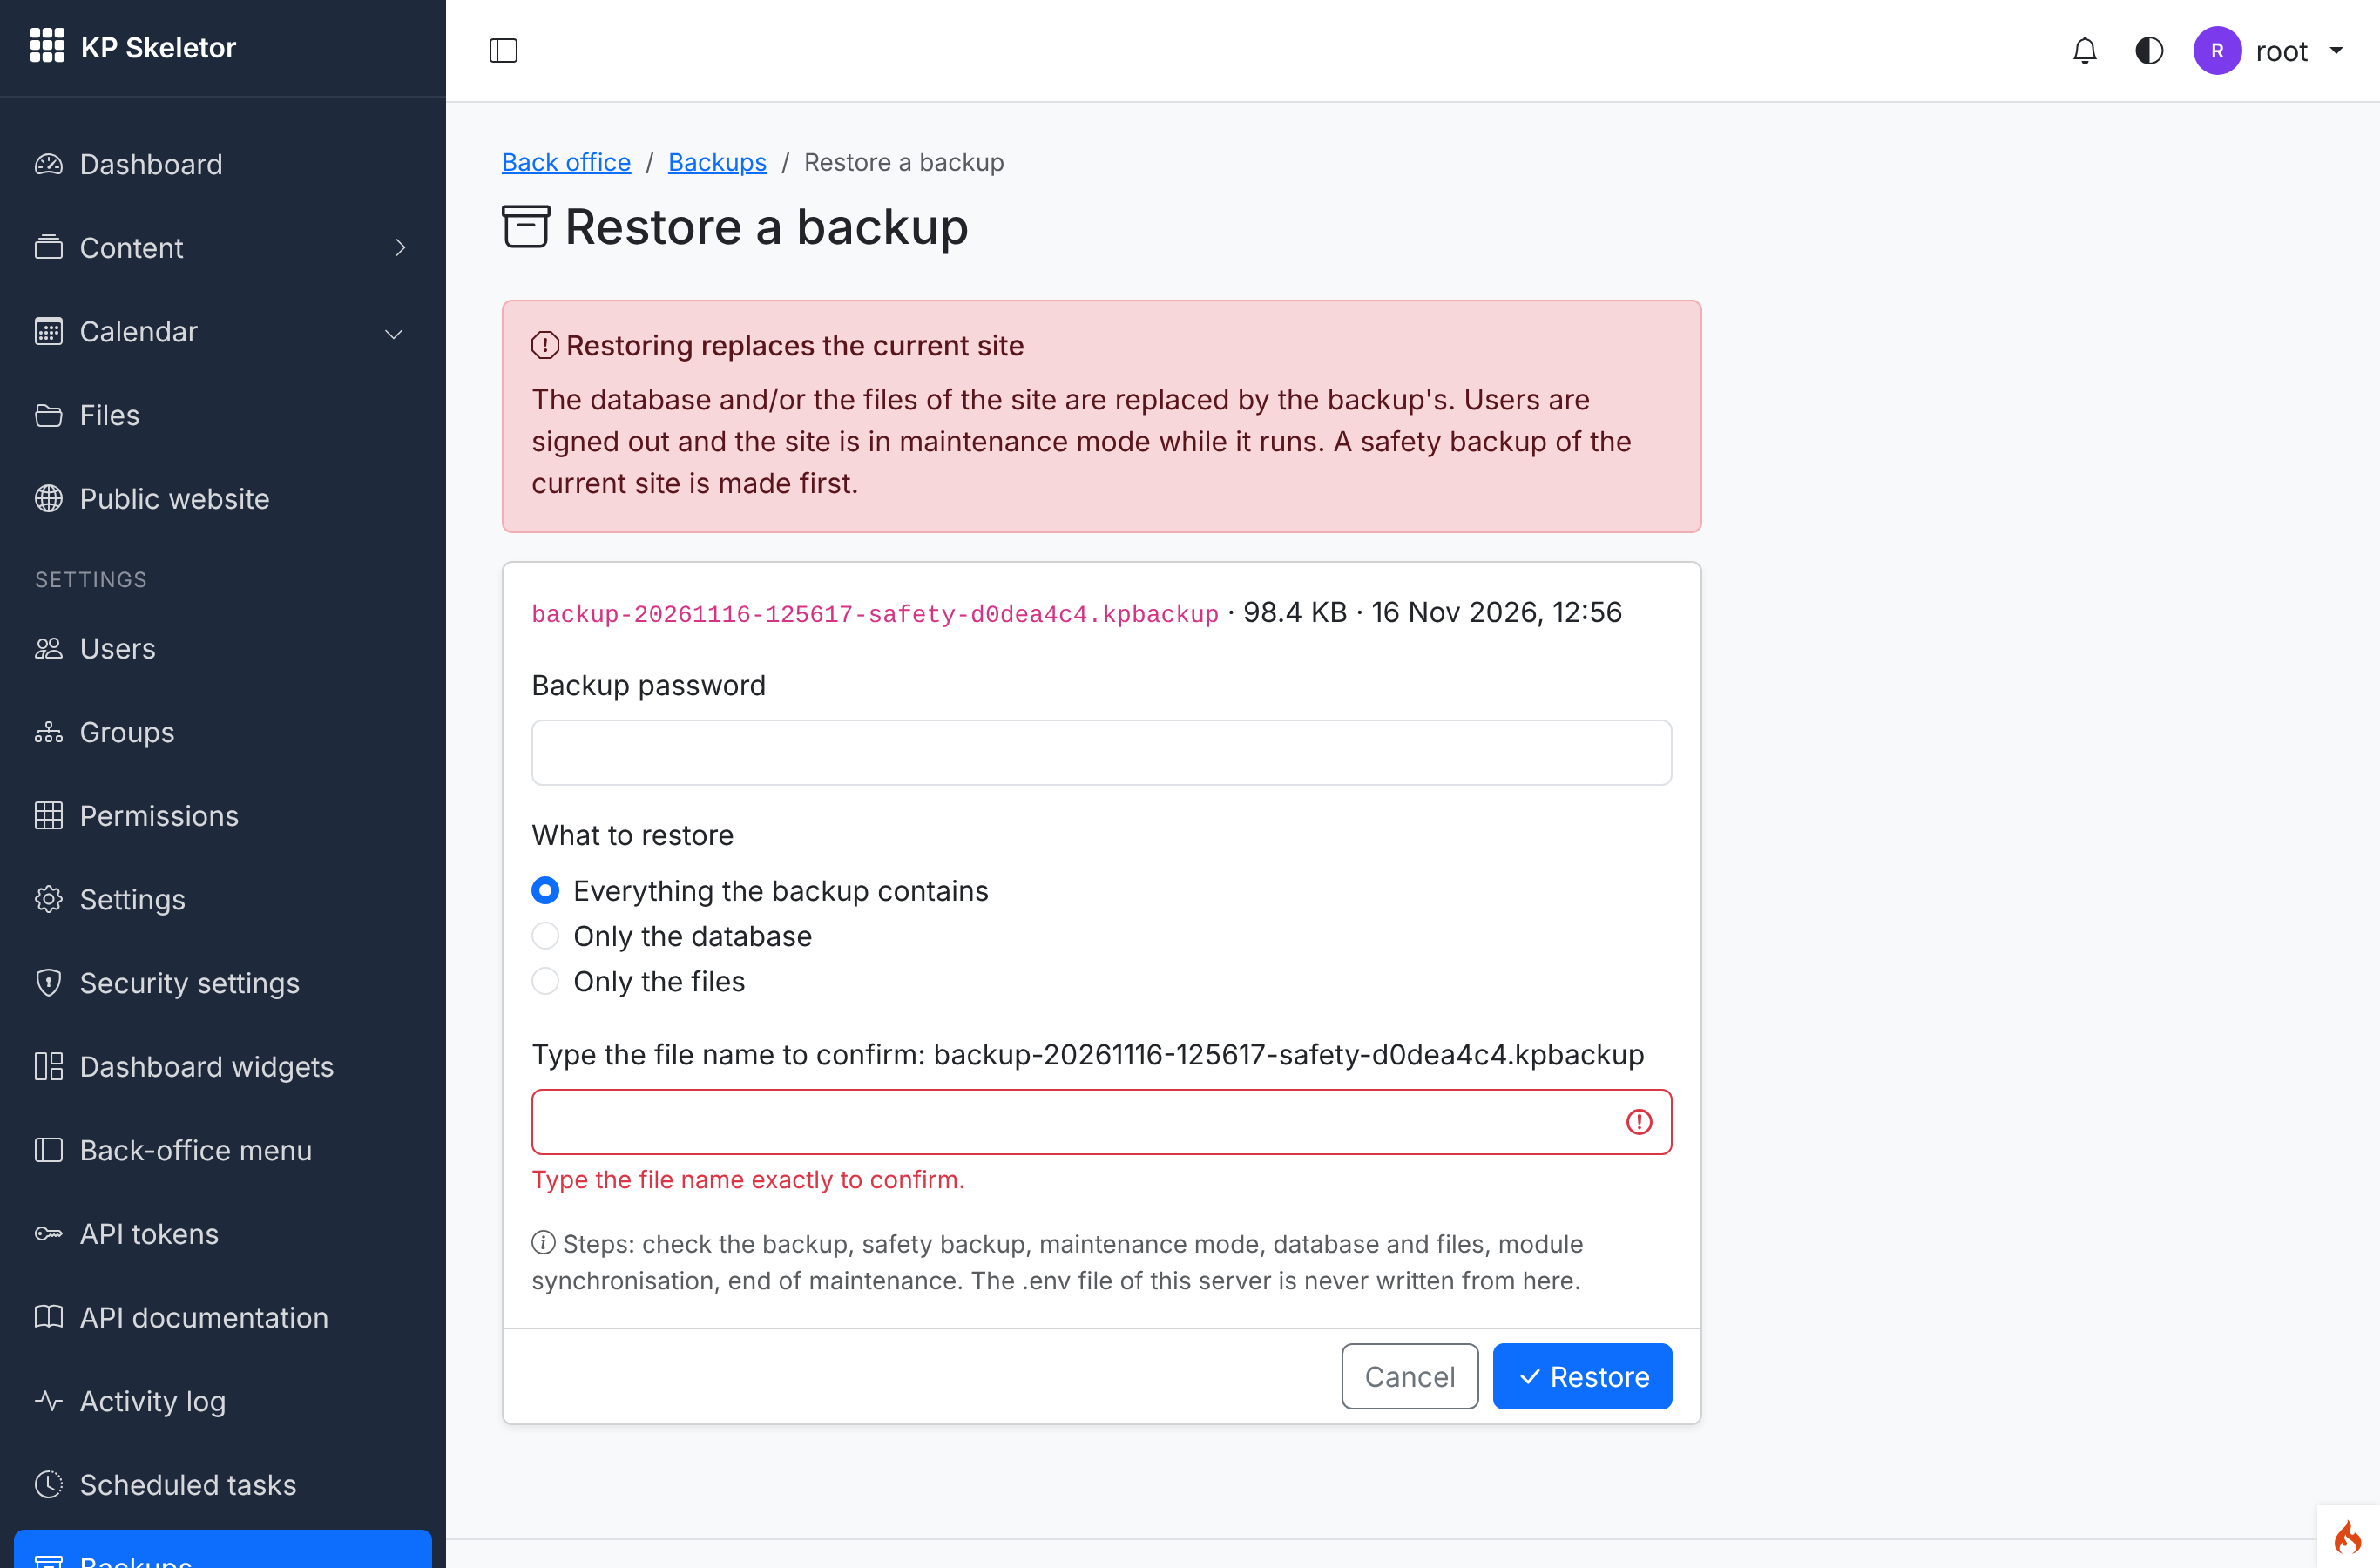 KP Skeletor
R
root
Dashboard
Content
Calendar
Files
Public website
SETTINGS
Users
Groups
Permissions
Settings
Security settings
Dashboard widgets
Back-office menu
API tokens
API documentation
Activity log
Scheduled tasks
Backups
Back office / Backups / Restore a backup
Restore a backup
Restoring replaces the current site
The database and/or the files of the site are replaced by the backup's. Users are
signed out and the site is in maintenance mode while it runs. A safety backup of the
current site is made first.
backup-20261116-125617-safety-d0dea4c4.kpbackup · 98.4 KB · 16 Nov 2026, 12:56
Backup password
What to restore
Everything the backup contains
Only the database
Only the files
Type the file name to confirm: backup-20261116-125617-safety-d0dea4c4.kpbackup
Type the file name exactly to confirm.
Steps: check the backup, safety backup, maintenance mode, database and files, module
synchronisation, end of maintenance. The .env file of this server is never written from here.
Cancel
Restore